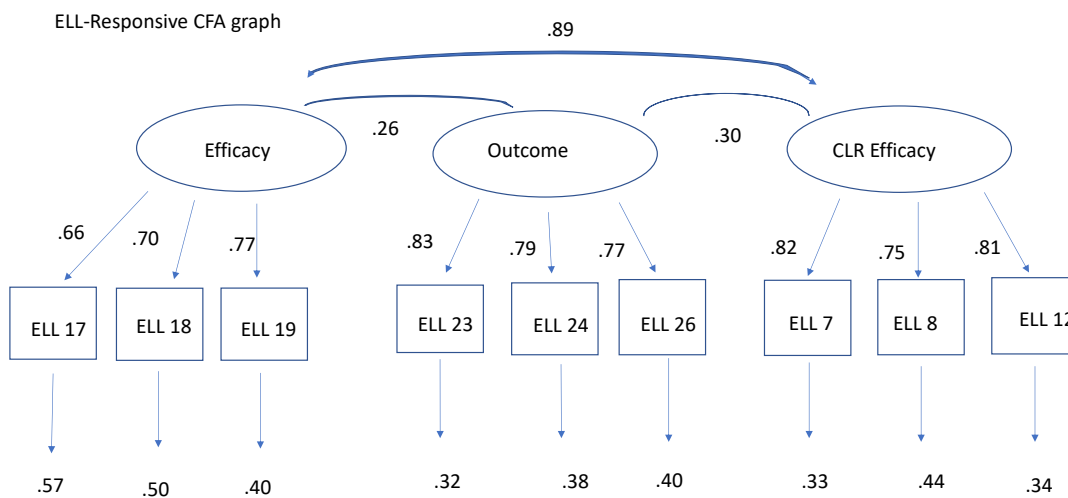 ELL-Responsive CFA graph
.89
.26
.30
Efficacy
Outcome
CLR Efficacy
.66
.70
.77
.83
.79
.77
.82
.75
.81
ELL 17
ELL 18
ELL 19
ELL 23
ELL 24
ELL 26
ELL 7
ELL 8
ELL 12
.57
.50
.40
.32
.38
.40
.33
.44
.34